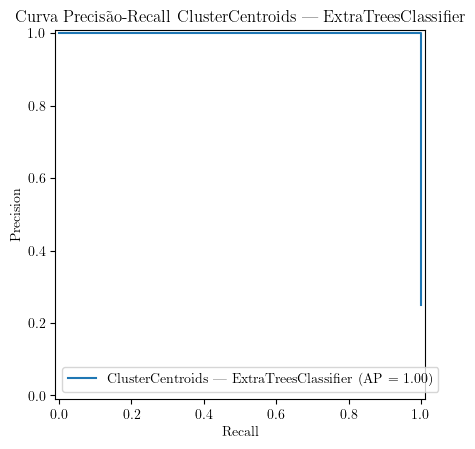 Curva Precisão-Recall ClusterCentroids — ExtraTreesClassifier
1.0
0.8
0.6
0.4
0.2
0.0
Precision
ClusterCentroids — ExtraTreesClassifier (AP = 1.00)
0.0 0.2 0.4 0.6 0.8 1.0
Recall